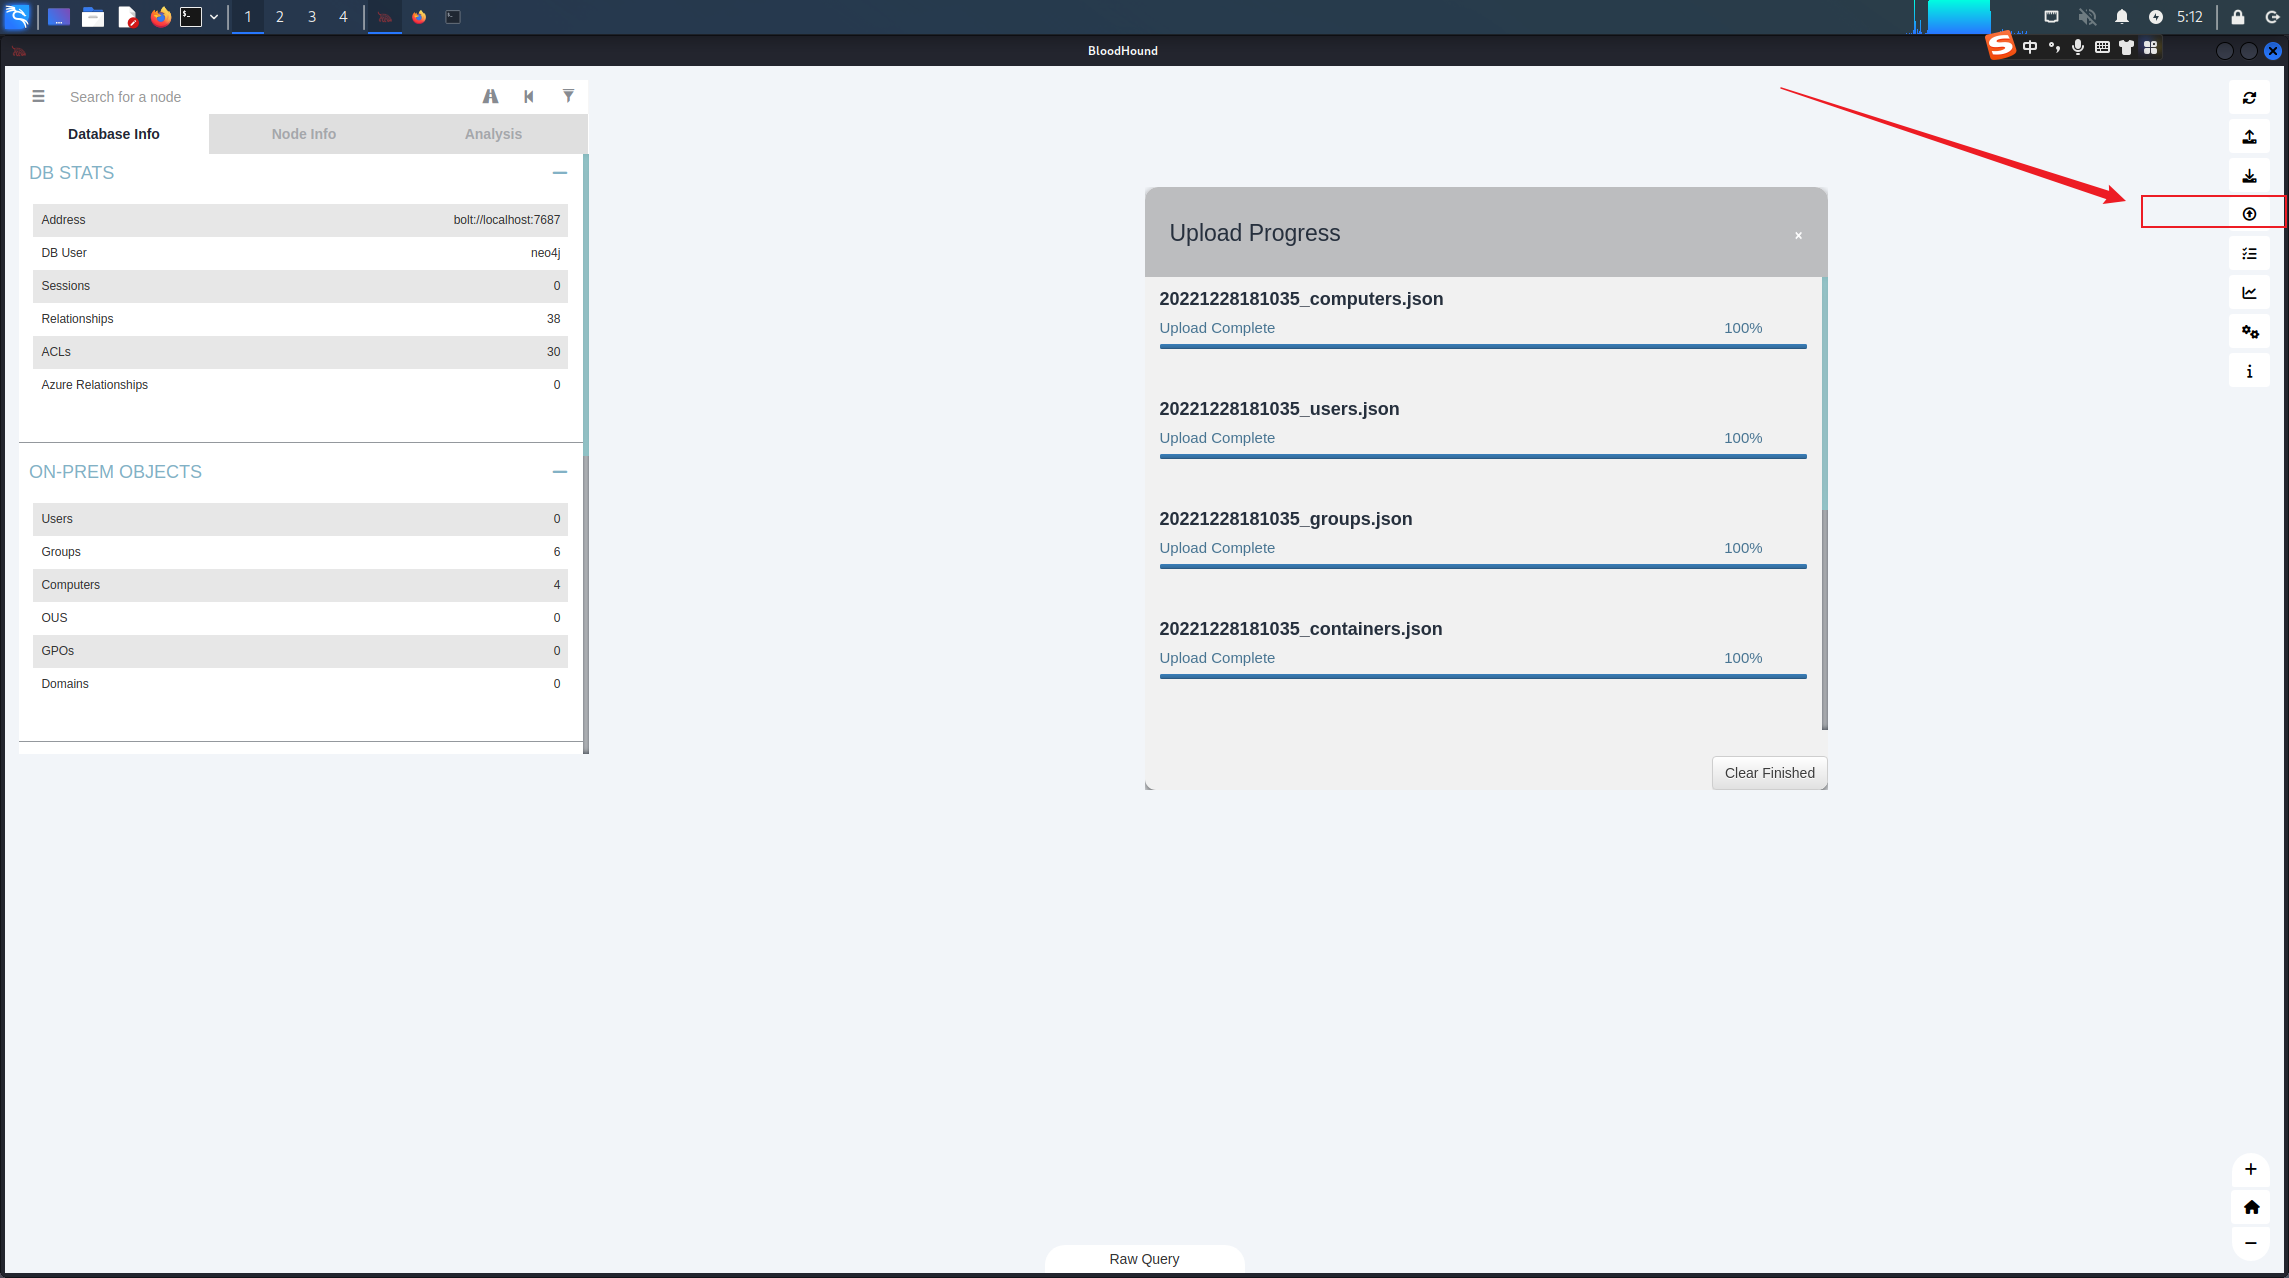 1 2 3 4
5:12
BloodHound
中
Search for a node
Database Info
Node Info
Analysis
DB STATS
Address bolt://localhost:7687
DB User neo4j
Sessions 0
Relationships 38
ACLs 30
Azure Relationships 0
ON-PREM OBJECTS
Users 0
Groups 6
Computers 4
OUS 0
GPOs 0
Domains 0
Upload Progress
×
20221228181035_computers.json
Upload Complete 100%
20221228181035_users.json
Upload Complete 100%
20221228181035_groups.json
Upload Complete 100%
20221228181035_containers.json
Upload Complete 100%
Clear Finished
Raw Query